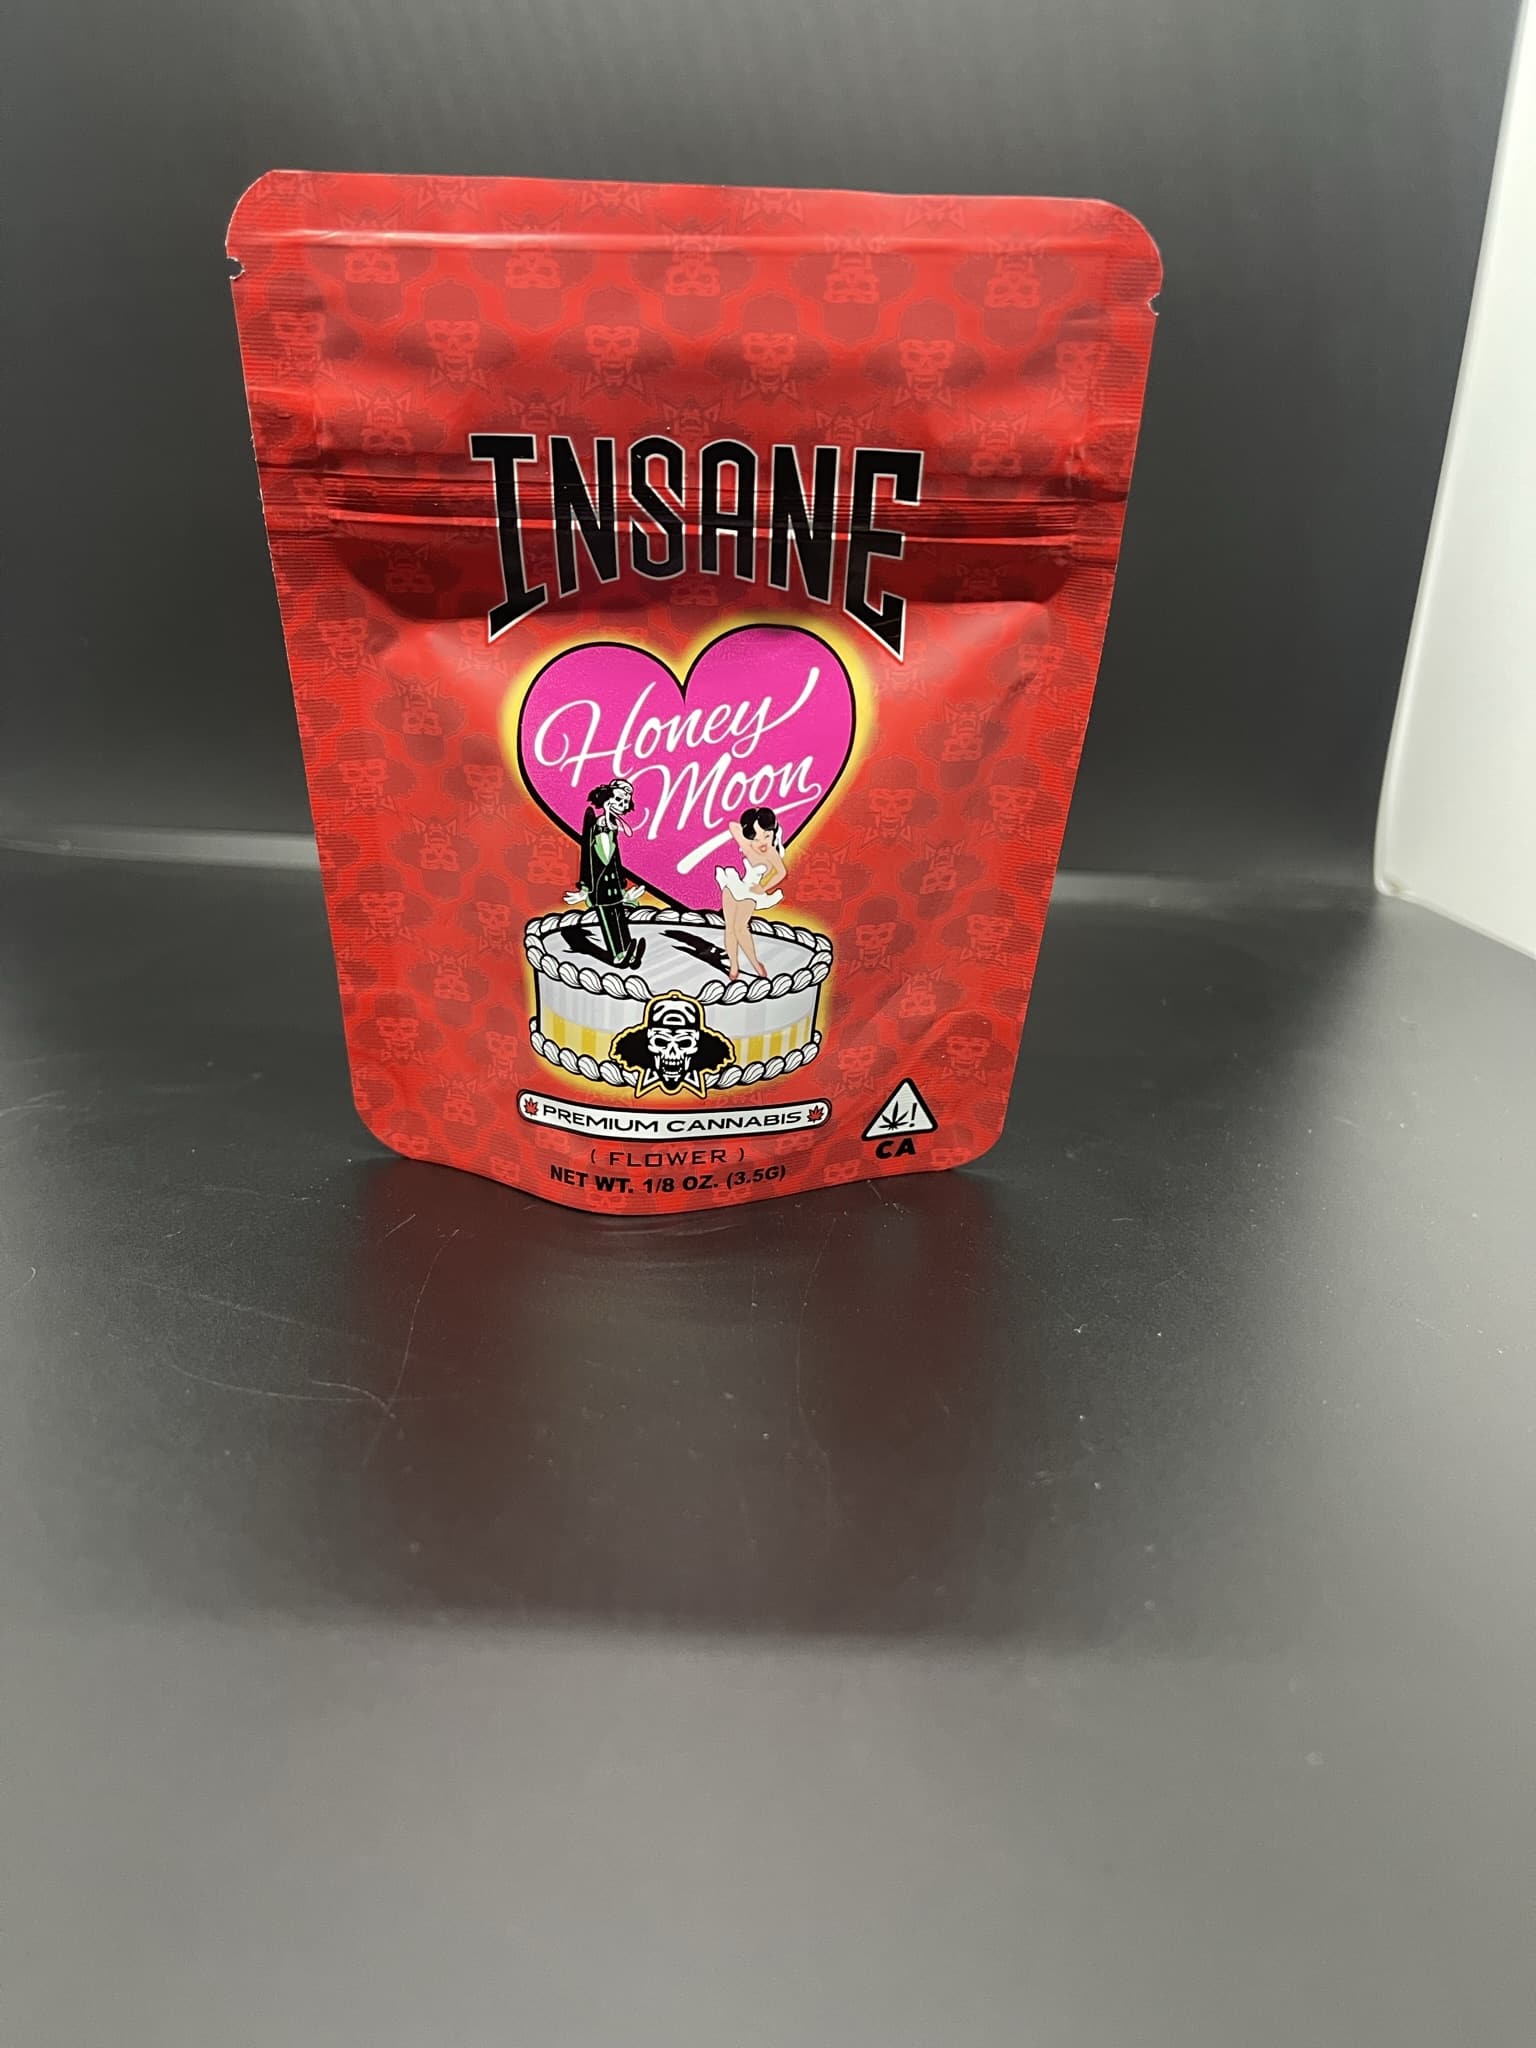 INSANE
Honey
Moon
PREMIUM CANNABIS
! CA
( FLOWER )
NET WT. 1/8 OZ. (3.5G)